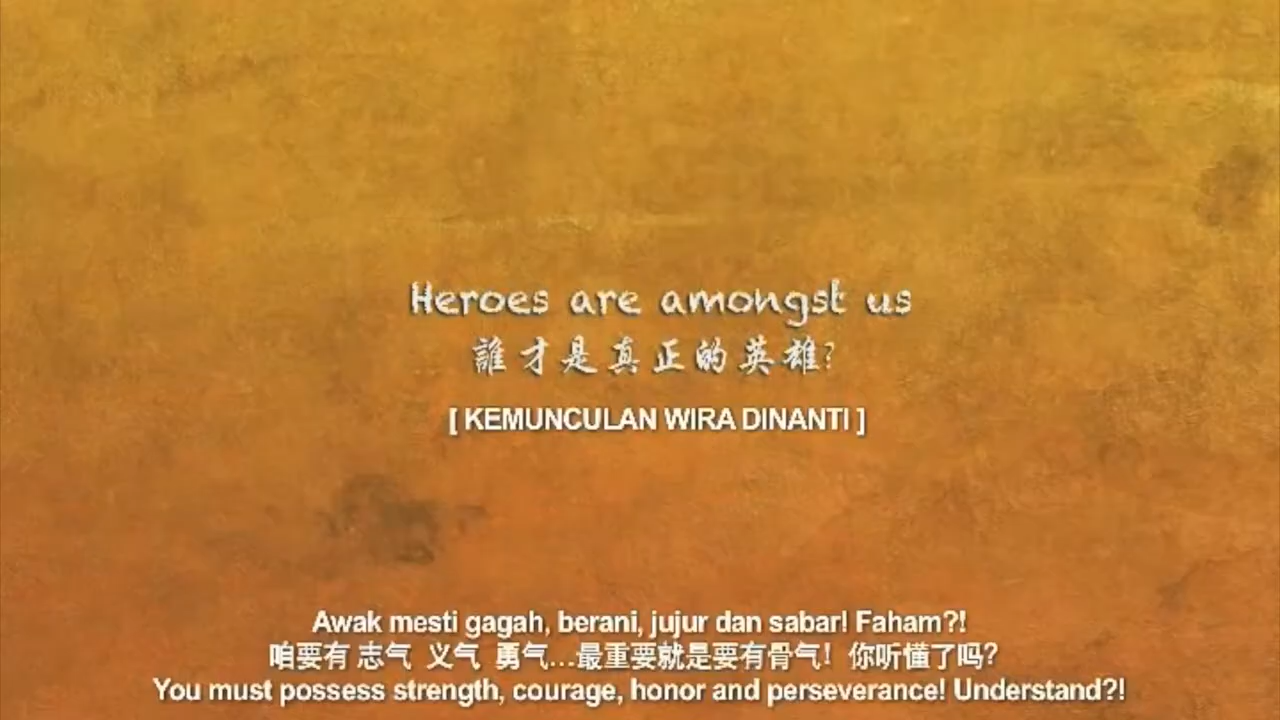 Heroes are amongst us
誰才是真正的英雄?
[ KEMUNCULAN WIRA DINANTI ]
Awak mesti gagah, berani, jujur dan sabar! Faham?!
咱要有 志气 义气 勇气...最重要就是要有骨气! 你听懂了吗?
You must possess strength, courage, honor and perseverance! Understand?!